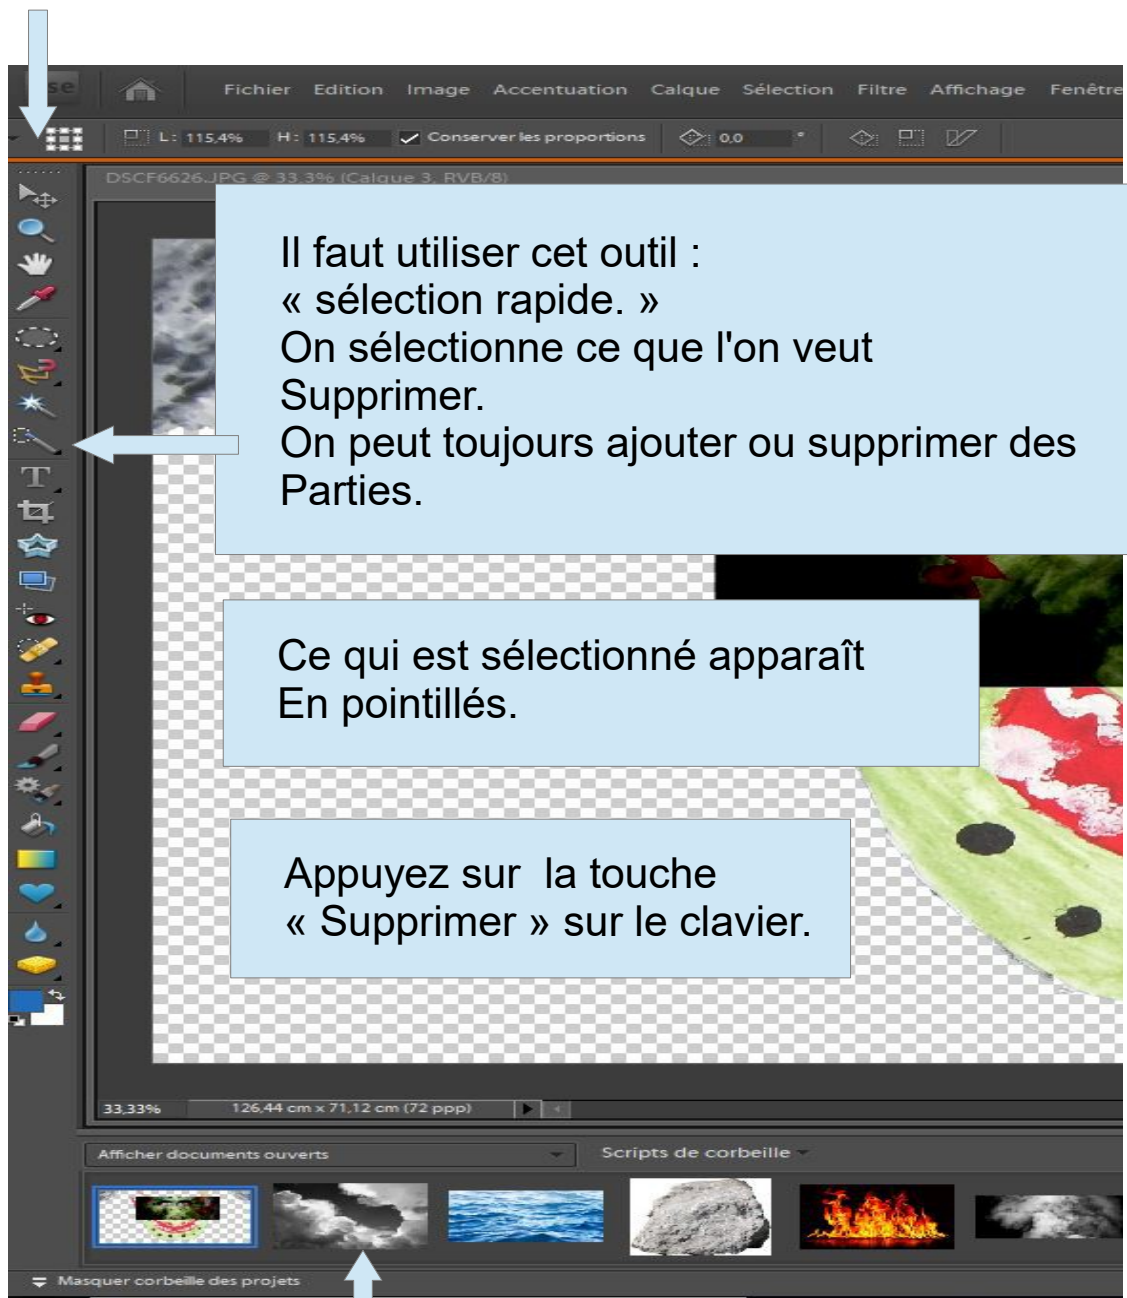 se
Fichier Edition Image Accentuation Calque Sélection Filtre Affichage Fenêtre
L: 115,4% H: 115,4% Conserver les proportions 0,0 °
DSCF6626.JPG @ 33,3% (Calque 3, RVB/8)
Il faut utiliser cet outil :
« sélection rapide. »
On sélectionne ce que l'on veut
Supprimer.
On peut toujours ajouter ou supprimer des
Parties.
T
Ce qui est sélectionné apparaît
En pointillés.
Appuyez sur la touche
« Supprimer » sur le clavier.
33,33% 126,44 cm x 71,12 cm (72 ppp)
Afficher documents ouverts Scripts de corbeille
Masquer corbeille des projets